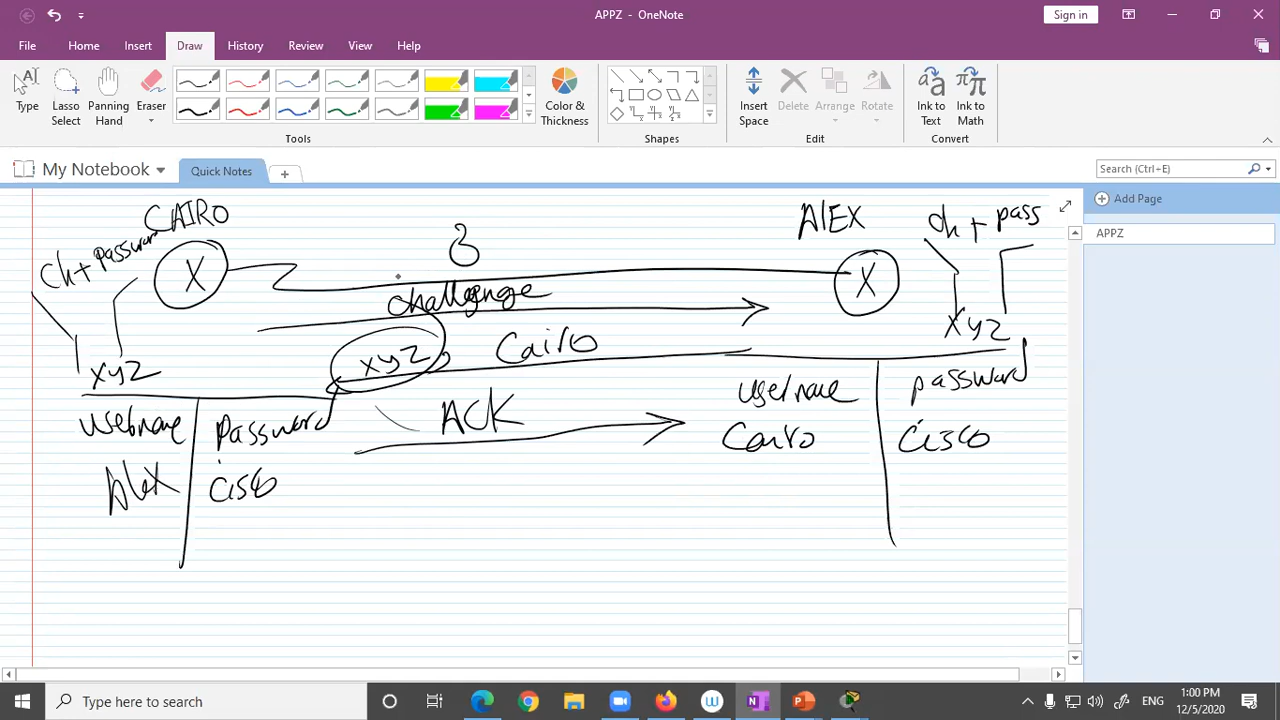 APPZ - OneNote
Sign in
File Home Insert Draw History Review View Help
Type
Lasso Select
Panning Hand
Eraser
Color & Thickness
Insert Space
Delete
Arrange
Rotate
Ink to Text
Ink to Math
Tools
Shapes
Edit
Convert
My Notebook
Quick Notes
Search (Ctrl+E)
Add Page
APPZ
CAIRO
3
ALEX
ch + pass
ch + password
X
X
challenge
xyz
xyz
Cairo
xyz
username
password
username
password
ACK
Cairo
cisco
Alex
cisco
Type here to search
ENG
1:00 PM
12/5/2020